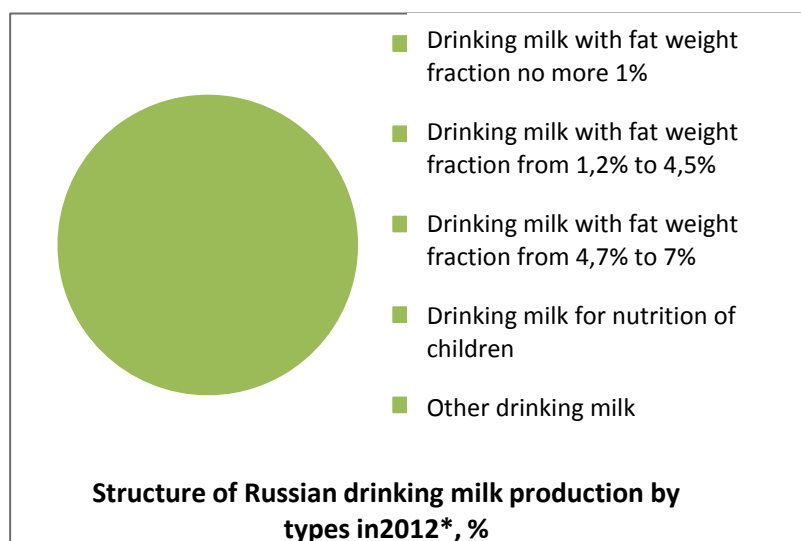 Drinking milk with fat weight
fraction no more 1%
Drinking milk with fat weight
fraction from 1,2% to 4,5%
Drinking milk with fat weight
fraction from 4,7% to 7%
Drinking milk for nutrition of
children
Other drinking milk
Structure of Russian drinking milk production by
types in2012*, %